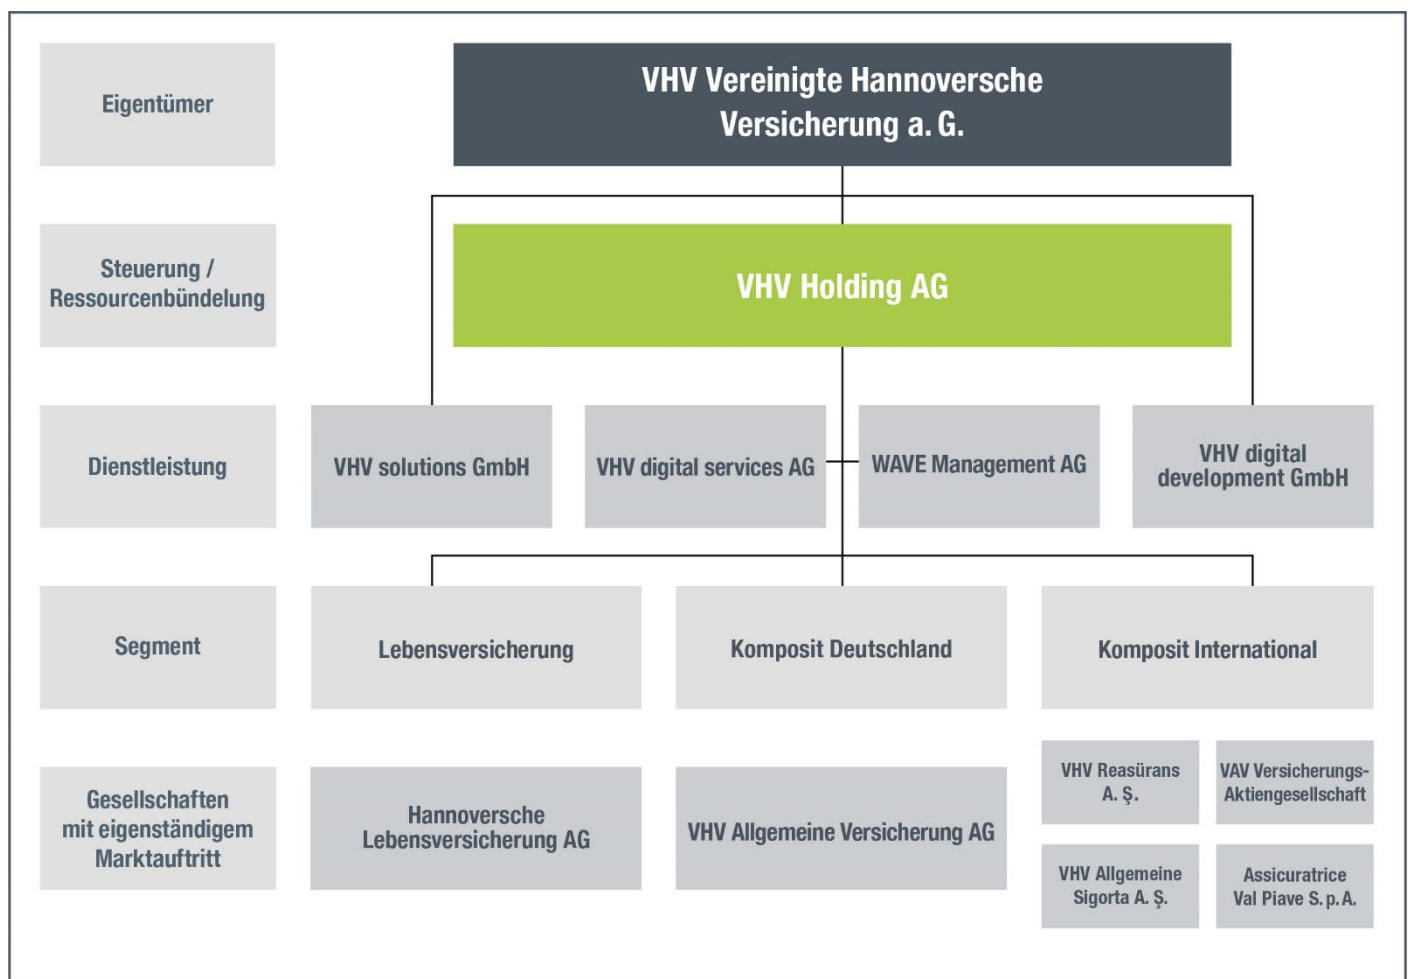 Eigentümer
VHV Vereinigte Hannoversche
Versicherung a. G.
Steuerung /
Ressourcenbündelung
VHV Holding AG
Dienstleistung
VHV solutions GmbH
VHV digital services AG
WAVE Management AG
VHV digital
development GmbH
Segment
Lebensversicherung
Komposit Deutschland
Komposit International
Gesellschaften
mit eigenständigem
Marktauftritt
Hannoversche
Lebensversicherung AG
VHV Allgemeine Versicherung AG
VHV Reasürans
A. Ş.
VAV Versicherungs-
Aktiengesellschaft
VHV Allgemeine
Sigorta A. Ş.
Assicuratrice
Val Piave S. p. A.